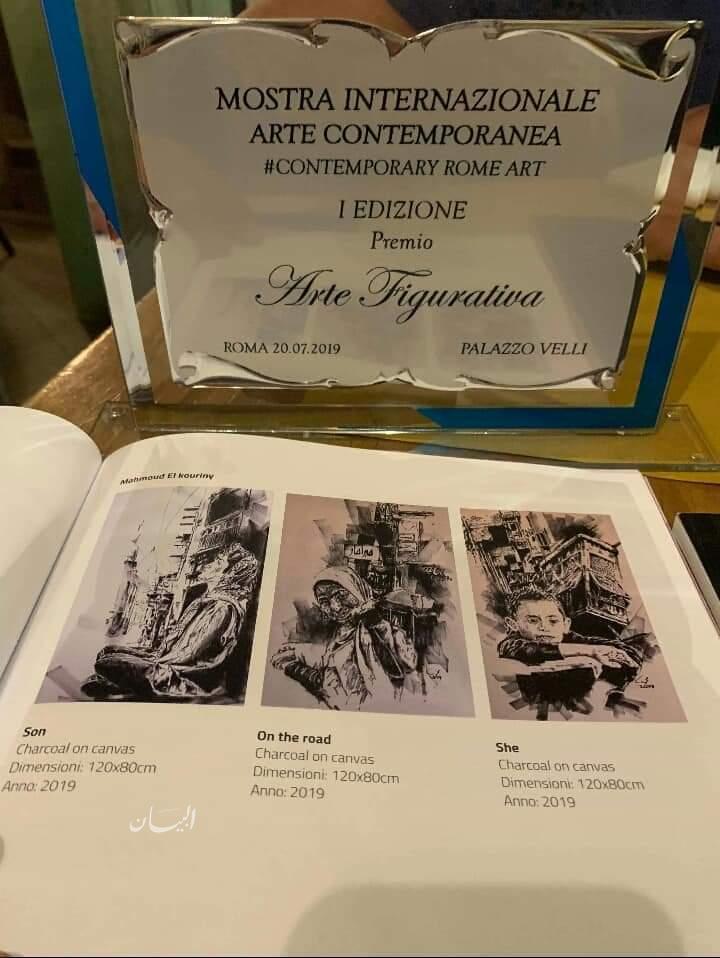 MOSTRA INTERNAZIONALE
ARTE CONTEMPORANEA
#CONTEMPORARY ROME ART
I EDIZIONE
Premio
Arte Figurativa
ROMA 20.07.2019 PALAZZO VELLI
Mahmoud El kouriny
Son
Charcoal on canvas
Dimensioni: 120x80cm
Anno: 2019
On the road
Charcoal on canvas
Dimensioni: 120x80cm
Anno: 2019
She
Charcoal on canvas
Dimensioni: 120x80cm
Anno: 2019
البيان